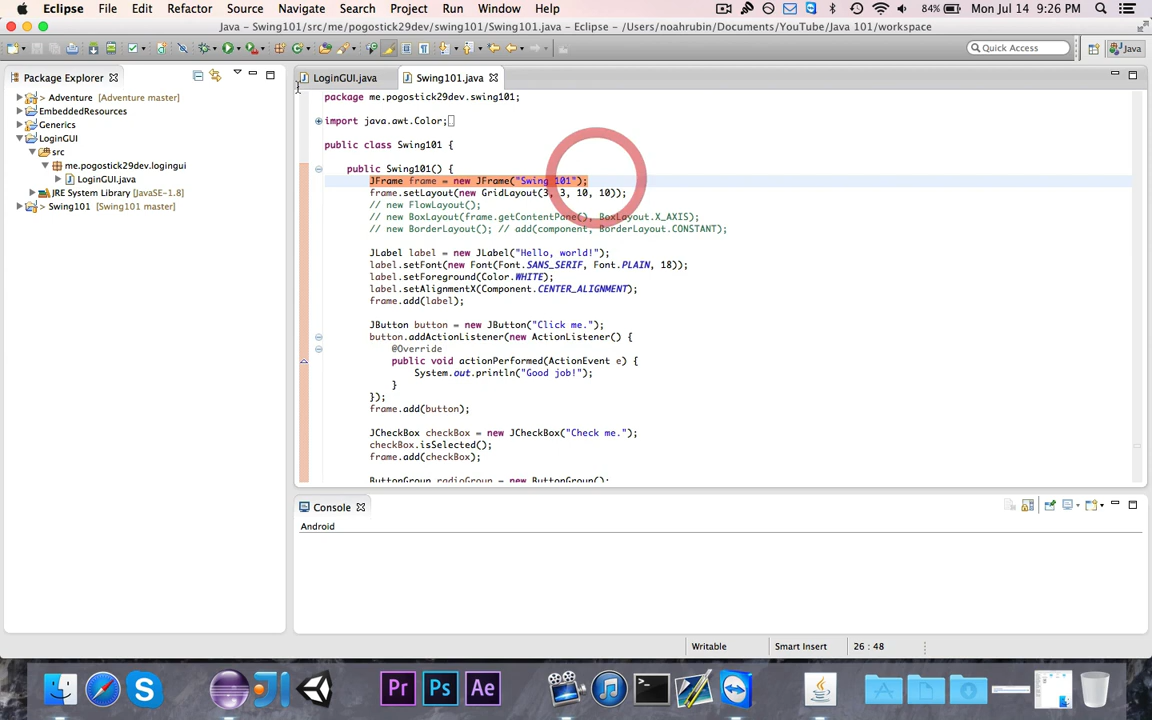 Eclipse File Edit Refactor Source Navigate Search Project Run Window Help 84% Mon Jul 14 9:26 PM
Java – Swing101/src/me/pogostick29dev/swing101/Swing101.java – Eclipse – /Users/noahrubin/Documents/YouTube/Java 101/workspace
Quick Access Java
Package Explorer
> Adventure [Adventure master]
EmbeddedResources
Generics
LoginGUI
src
me.pogostick29dev.logingui
LoginGUI.java
JRE System Library [JavaSE-1.8]
> Swing101 [Swing101 master]
LoginGUI.java Swing101.java
package me.pogostick29dev.swing101;
import java.awt.Color;
public class Swing101 {
public Swing101() {
JFrame frame = new JFrame("Swing 101");
frame.setLayout(new GridLayout(3, 3, 10, 10));
// new FlowLayout();
// new BoxLayout(frame.getContentPane(), BoxLayout.X_AXIS);
// new BorderLayout(); // add(component, BorderLayout.CONSTANT);
JLabel label = new JLabel("Hello, world!");
label.setFont(new Font(Font.SANS_SERIF, Font.PLAIN, 18));
label.setForeground(Color.WHITE);
label.setAlignmentX(Component.CENTER_ALIGNMENT);
frame.add(label);
JButton button = new JButton("Click me.");
button.addActionListener(new ActionListener() {
@Override
public void actionPerformed(ActionEvent e) {
System.out.println("Good job!");
}
});
frame.add(button);
JCheckBox checkBox = new JCheckBox("Check me.");
checkBox.isSelected();
frame.add(checkBox);
ButtonGroup radioGroup = new ButtonGroup();
Console
Android
Writable Smart Insert 26 : 48
Pr Ps Ae